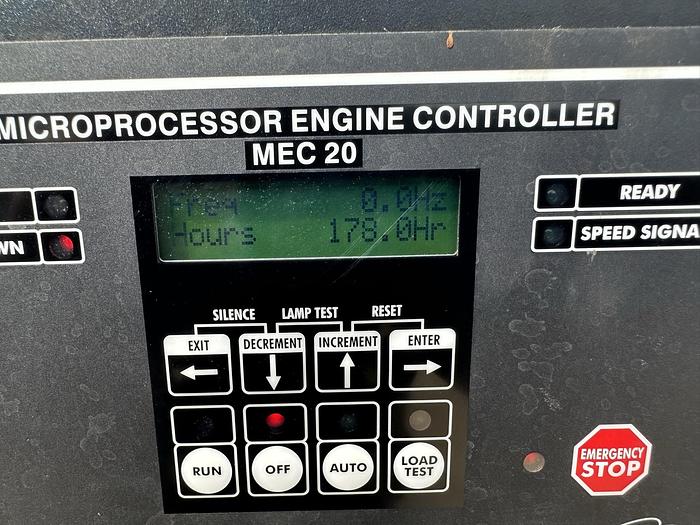 MICROPROCESSOR ENGINE CONTROLLER
MEC 20
Freq 0.0Hz
Hours 178.0Hr
READY
WN
SPEED SIGNA
SILENCE LAMP TEST RESET
EXIT DECREMENT INCREMENT ENTER
RUN OFF AUTO LOAD TEST
EMERGENCY
STOP